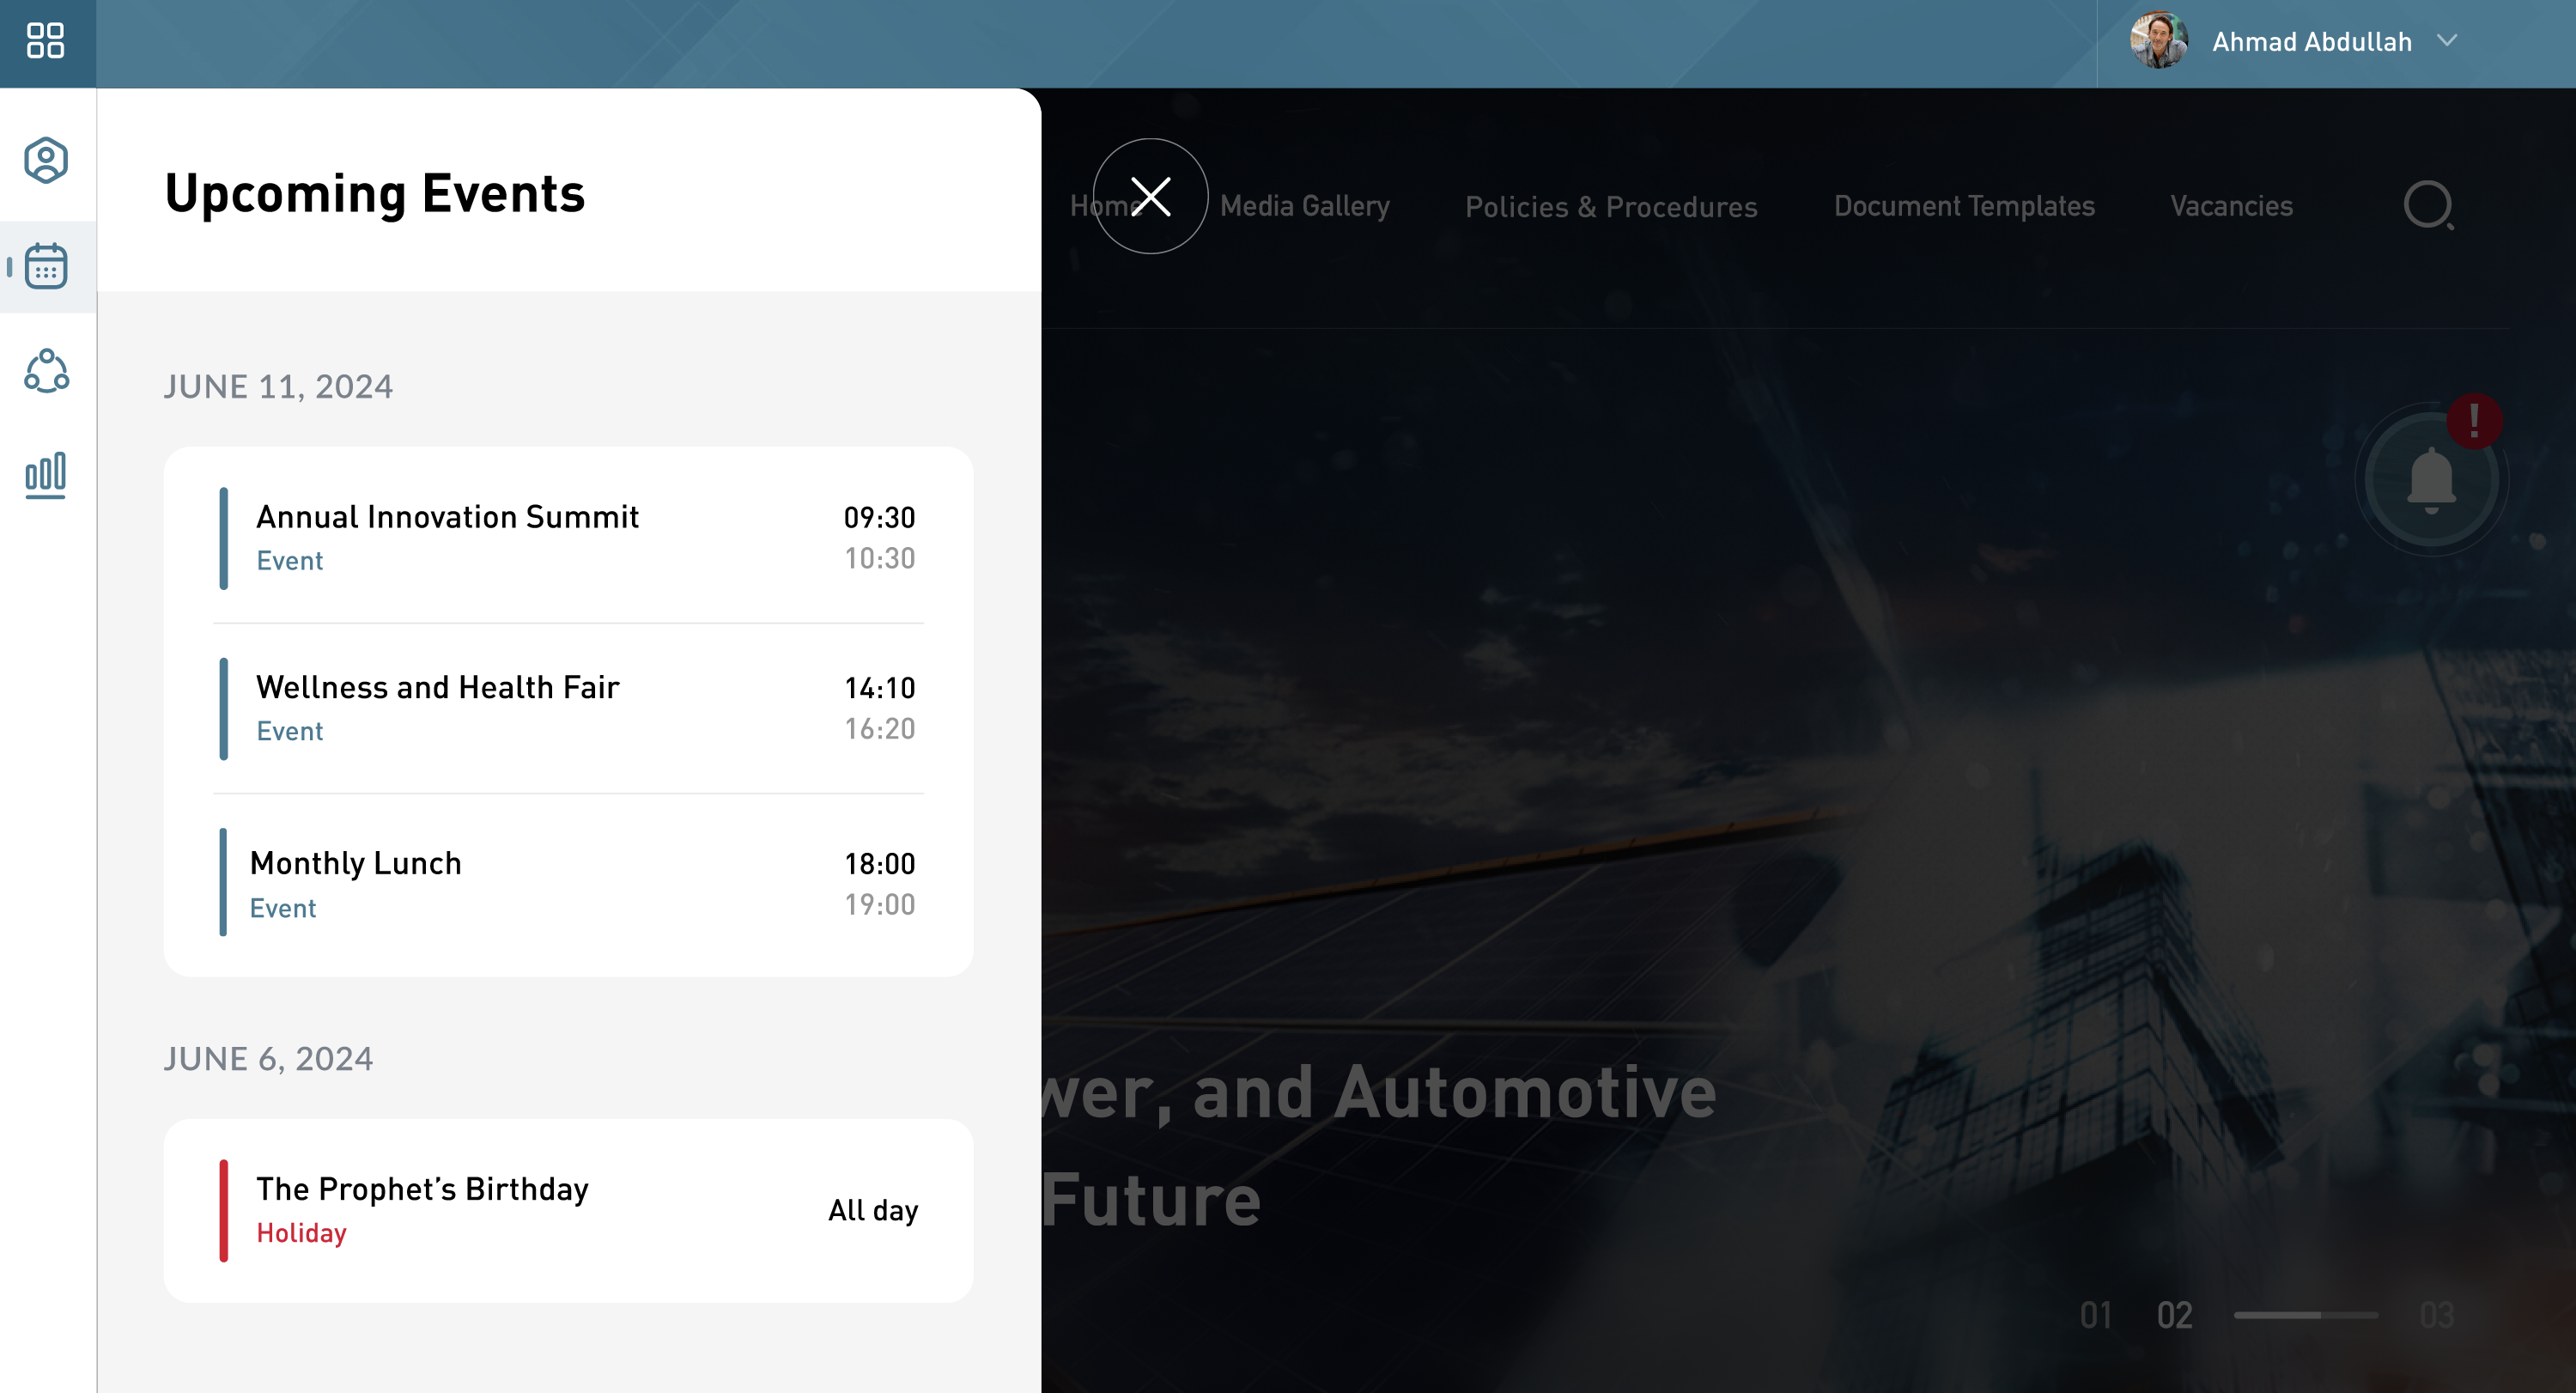 Ahmad Abdullah
Upcoming Events
Home
Media Gallery
Policies & Procedures
Document Templates
Vacancies
JUNE 11, 2024
Annual Innovation Summit
09:30
Event
10:30
Wellness and Health Fair
14:10
Event
16:20
Monthly Lunch
18:00
Event
19:00
JUNE 6, 2024
The Prophet’s Birthday
Holiday
All day
!
, and Automotive
Future
01
02
03